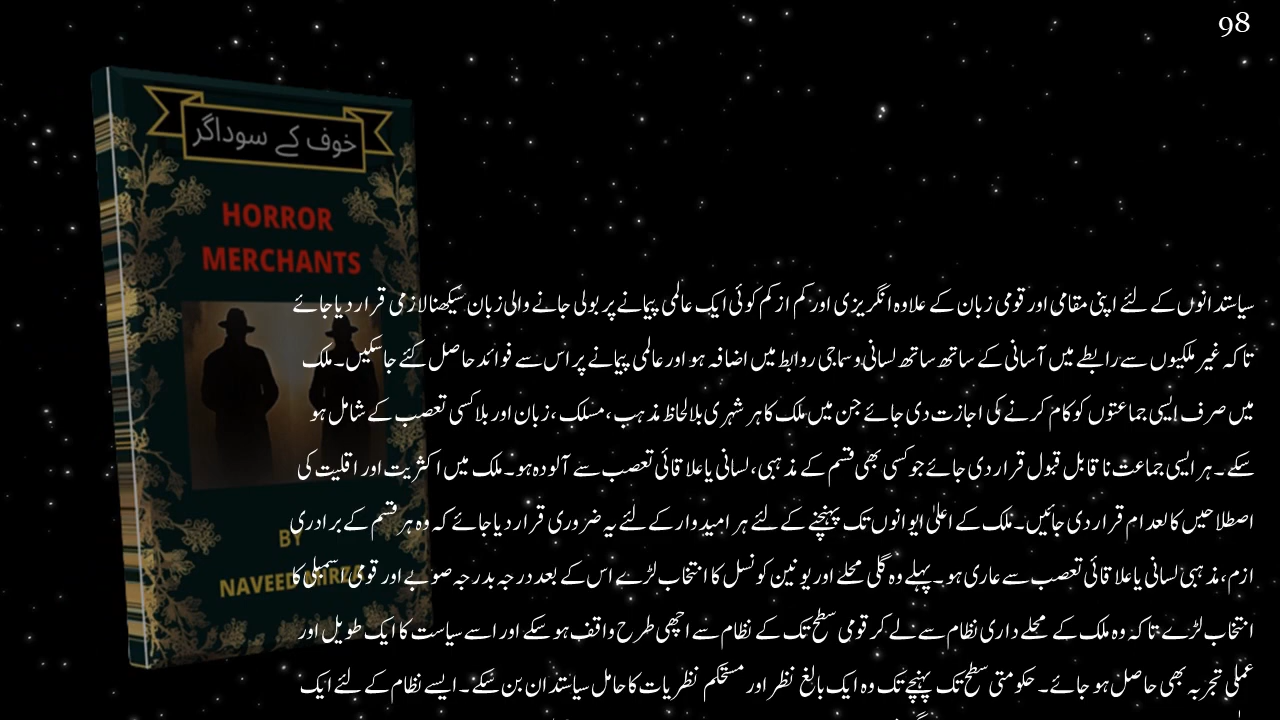 98
خوف کے سوداگر
HORROR
MERCHANTS
BY
NAVEED
سیاستدانوں کے لئے اپنی مقامی اور قومی زبان کے علاوہ انگریزی اور کم از کم کوئی ایک عالمی پیمانے پر بولی جانے والی زبان سیکھنا لازمی قرار دیا جائے
تاکہ غیر ملکیوں سے رابطے میں آسانی کے ساتھ ساتھ لسانی و سماجی روابط میں اضافہ ہو اور عالمی پیمانے پر اس سے فوائد حاصل کئے جا سکیں۔ ملک
میں صرف ایسی جماعتوں کو کام کرنے کی اجازت دی جائے جن میں ملک کا ہر شہری بلا لحاظ مذہب، مسلک، زبان اور بلا کسی تعصب کے شامل ہو
سکے۔ ہر ایسی جماعت نا قابل قبول قرار دی جائے جو کسی بھی قسم کے مذہبی، لسانی یا علاقائی تعصب سے آلودہ ہو۔ ملک میں اکثریت اور اقلیت کی
اصطلاحیں کالعدام قرار دی جائیں۔ ملک کے اعلیٰ ایوانوں تک پہنچنے کے لئے ہر امیدوار کے لئے یہ ضروری قرار دیا جائے کہ وہ ہر قسم کے برادری
ازم، مذہبی لسانی یا علاقائی تعصب سے عاری ہو۔ پہلے وہ گلی محلے اور یونین کونسل کا انتخاب لڑے اس کے بعد درجہ بدرجہ صوبے اور قومی اسمبلی کا
انتخاب لڑے تاکہ وہ ملک کے محلے داری نظام سے لے کر قومی سطح تک کے نظام سے اچھی طرح واقف ہو سکے اور اسے سیاست کا ایک طویل اور
عملی تجربہ بھی حاصل ہو جائے۔ حکومتی سطح تک پہنچے تک وہ ایک بالغ نظر اور مستحکم نظریات کا حامل سیاستدان بن سکے۔ ایسے نظام کے لئے ایک